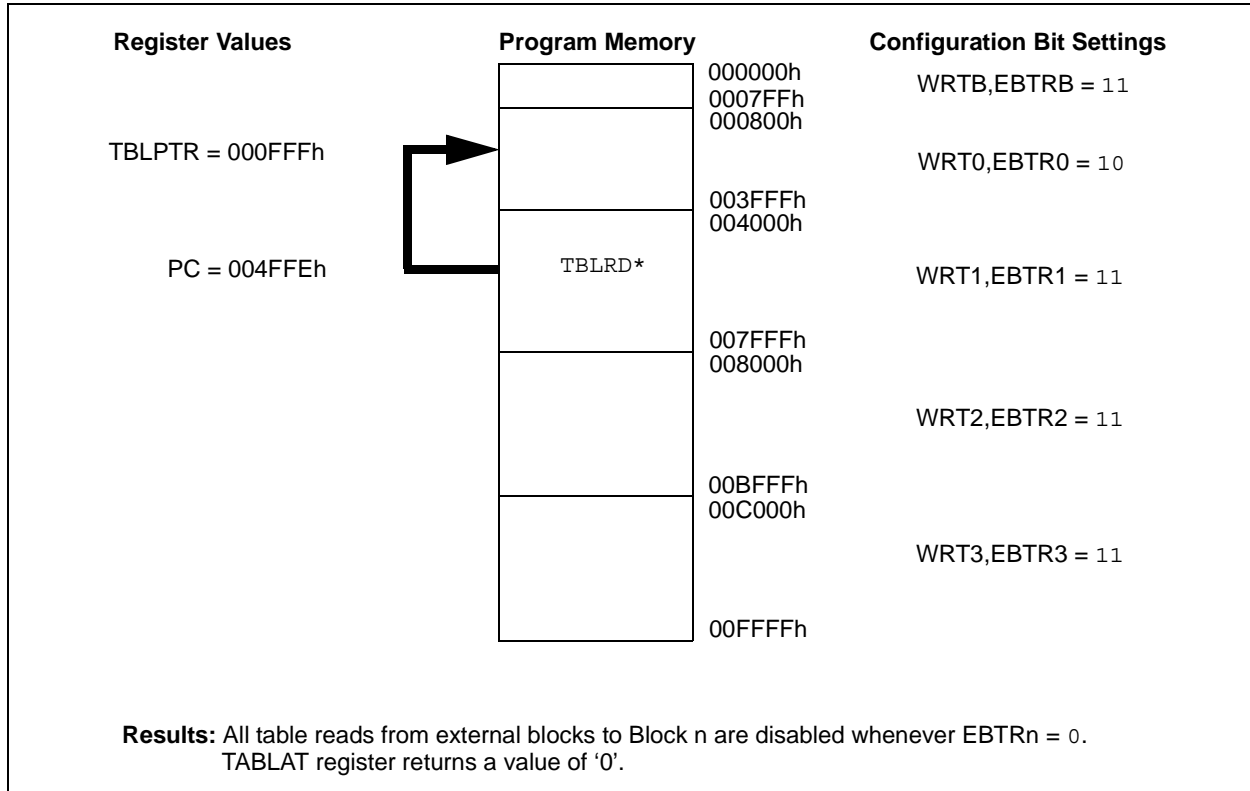 Register Values Program Memory Configuration Bit Settings
000000h
WRTB,EBTRB = 11
0007FFh
000800h
TBLPTR = 000FFFh
WRT0,EBTR0 = 10
003FFFh
004000h
PC = 004FFEh
TBLRD*
WRT1,EBTR1 = 11
007FFFh
008000h
WRT2,EBTR2 = 11
00BFFFh
00C000h
WRT3,EBTR3 = 11
00FFFFh
Results: All table reads from external blocks to Block n are disabled whenever EBTRn = 0.
TABLAT register returns a value of ‘0’.